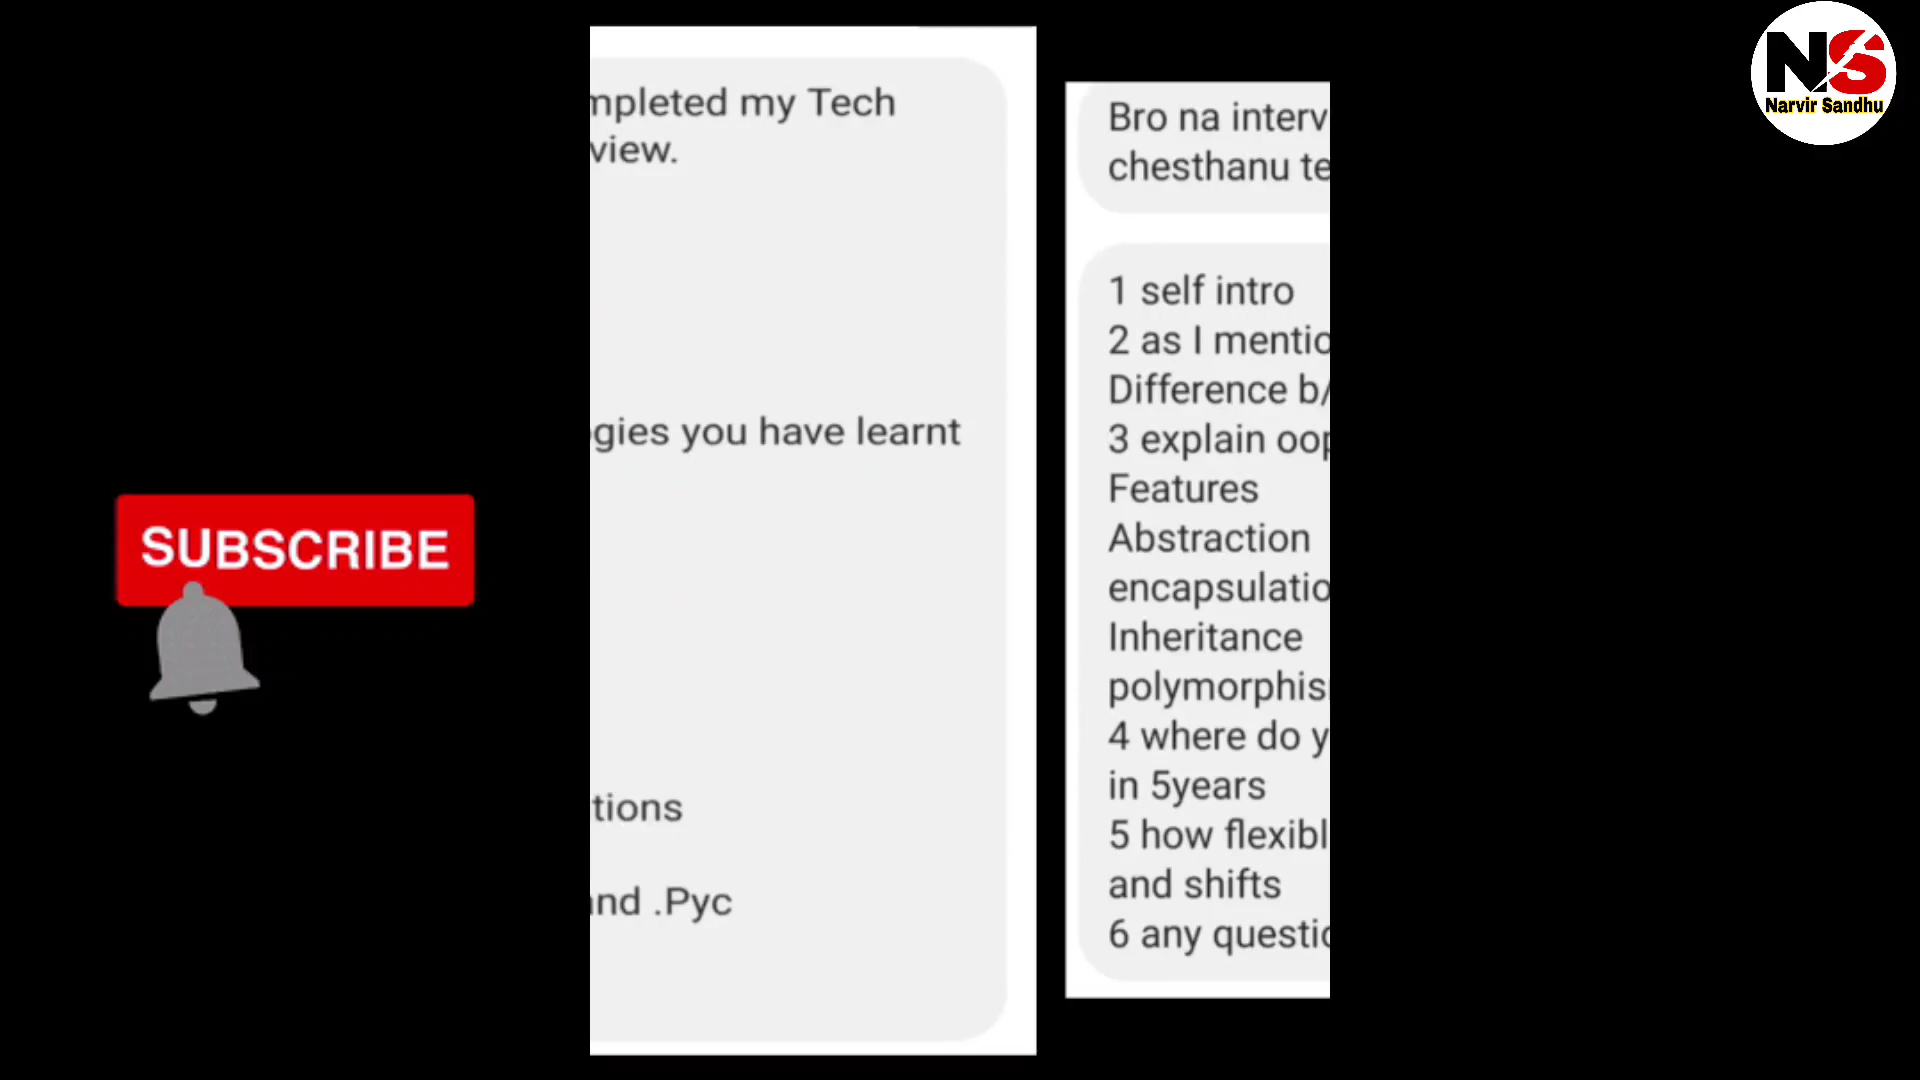 mpleted my Tech
view.
gies you have learnt
tions
and .Pyc
Bro na interv
chesthanu te
1 self intro
2 as I mentio
Difference b/
3 explain oop
Features
Abstraction
encapsulatio
Inheritance
polymorphis
4 where do y
in 5years
5 how flexibl
and shifts
6 any questio
SUBSCRIBE
NS
Narvir Sandhu